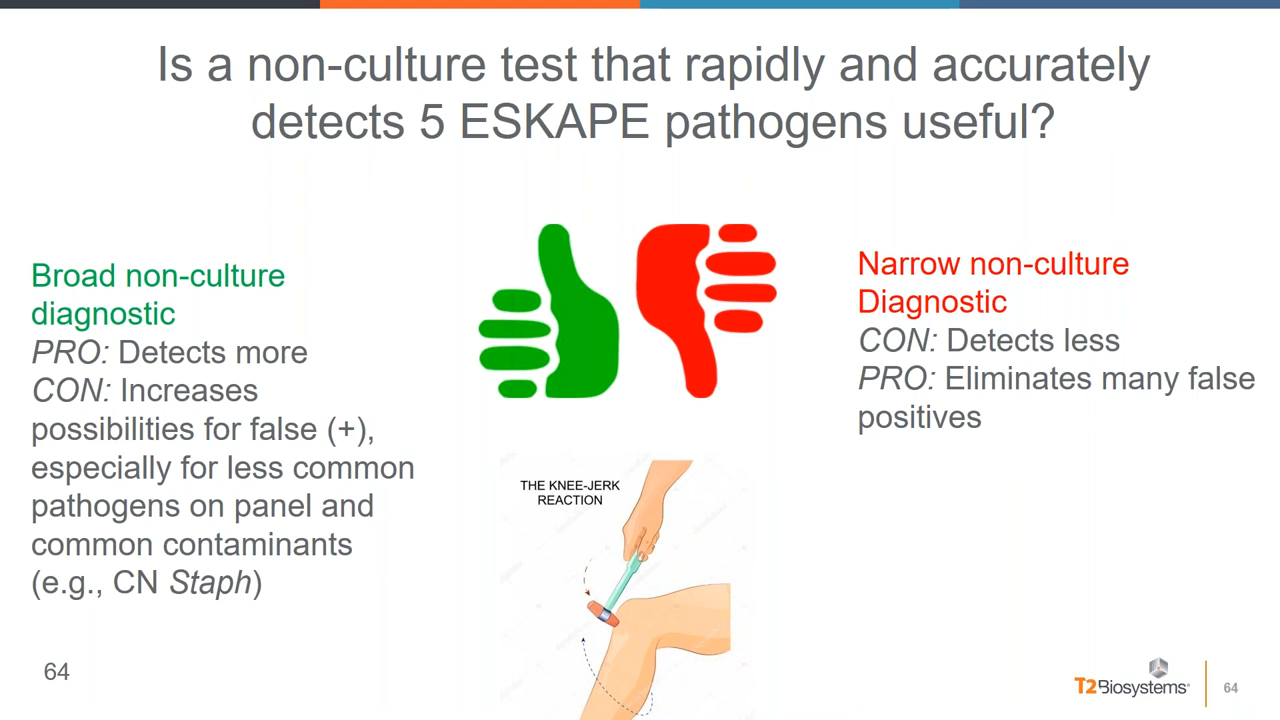 Is a non-culture test that rapidly and accurately
detects 5 ESKAPE pathogens useful?
Broad non-culture
diagnostic
PRO: Detects more
CON: Increases
possibilities for false (+),
especially for less common
pathogens on panel and
common contaminants
(e.g., CN Staph)
Narrow non-culture
Diagnostic
CON: Detects less
PRO: Eliminates many false
positives
THE KNEE-JERK
REACTION
64
T2Biosystems
64